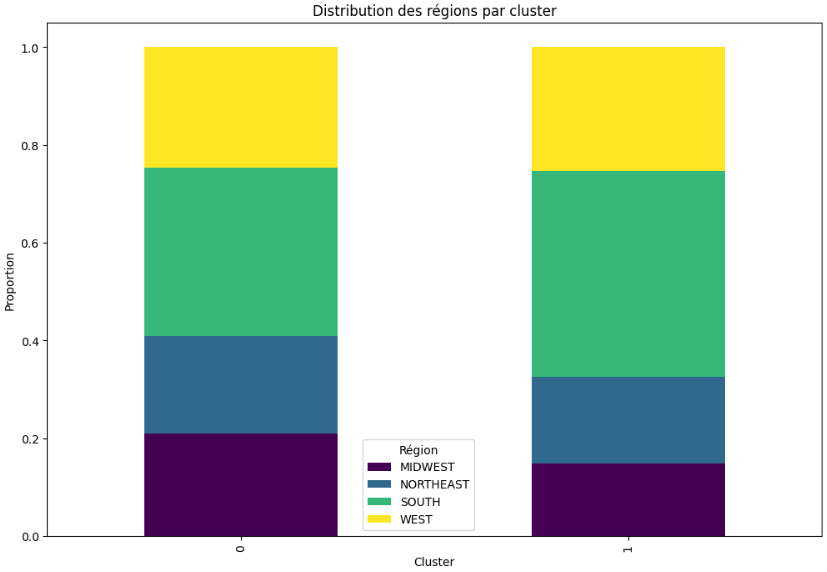 Distribution des régions par cluster
Proportion
1.0
0.8
0.6
0.4
0.2
0.0
Région
MIDWEST
NORTHEAST
SOUTH
WEST
0
1
Cluster